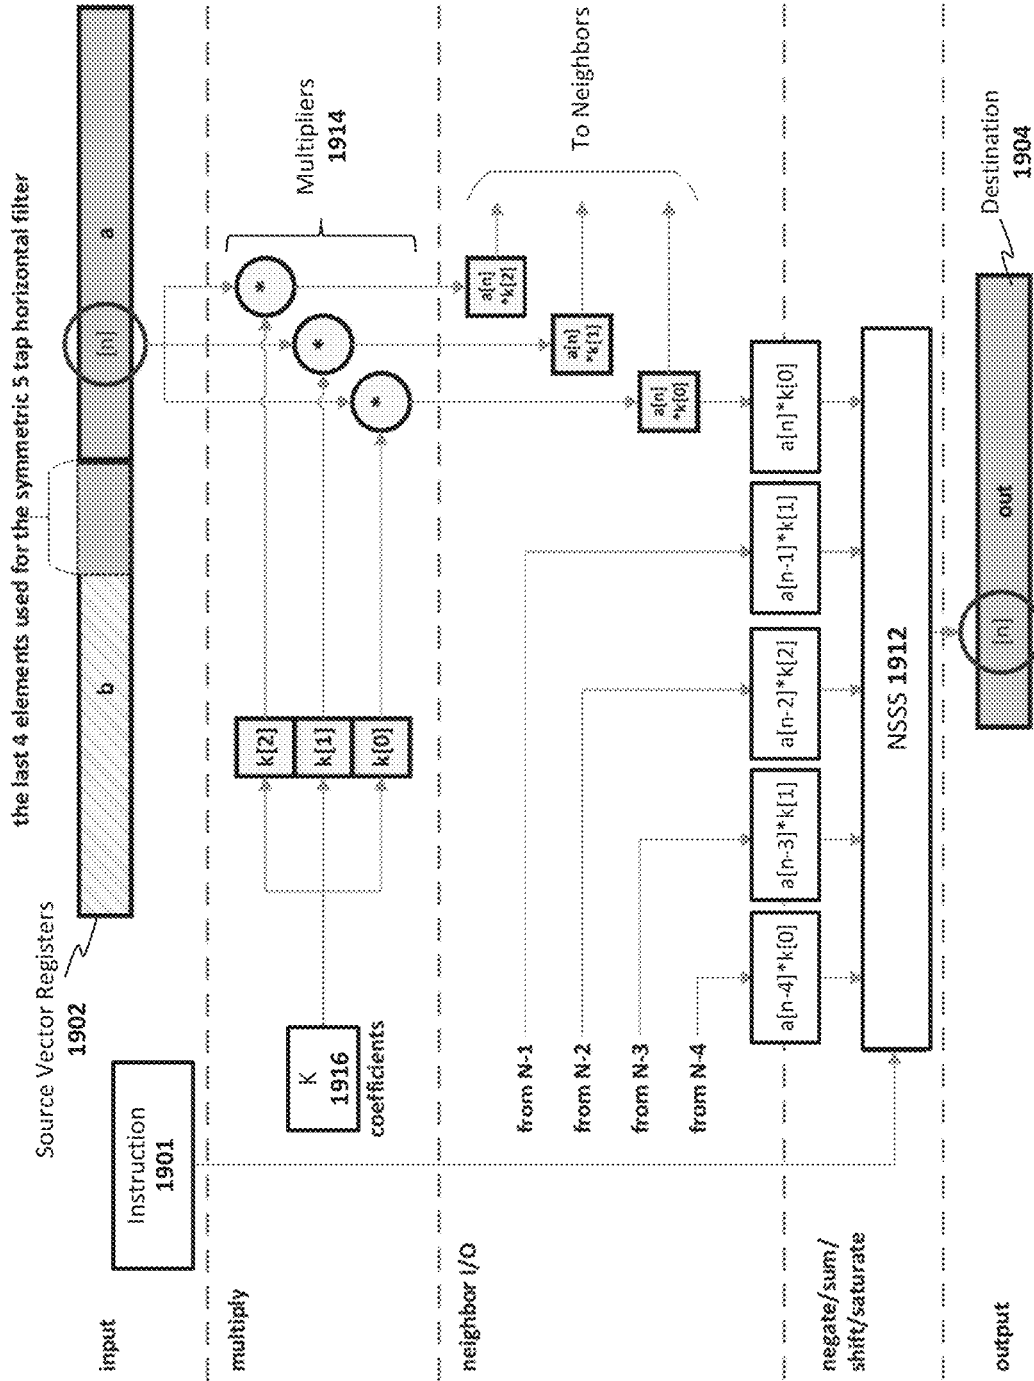 the last 4 elements used for the symmetric 5 tap horizontal filter
Source Vector Registers
1902
b
[n]
a
input
Instruction
1901
multiply
K
1916
coefficients
k[2]
k[1]
k[0]
*
*
*
Multipliers
1914
neighbor I/O
a[n]
*k[2]
a[n]
*k[1]
a[n]
*k[0]
To Neighbors
from N-1
from N-2
from N-3
from N-4
a[n-4]*k[0]
a[n-3]*k[1]
a[n-2]*k[2]
a[n-1]*k[1]
a[n]*k[0]
negate/sum/
shift/saturate
NSSS 1912
output
[n]
out
Destination
1904